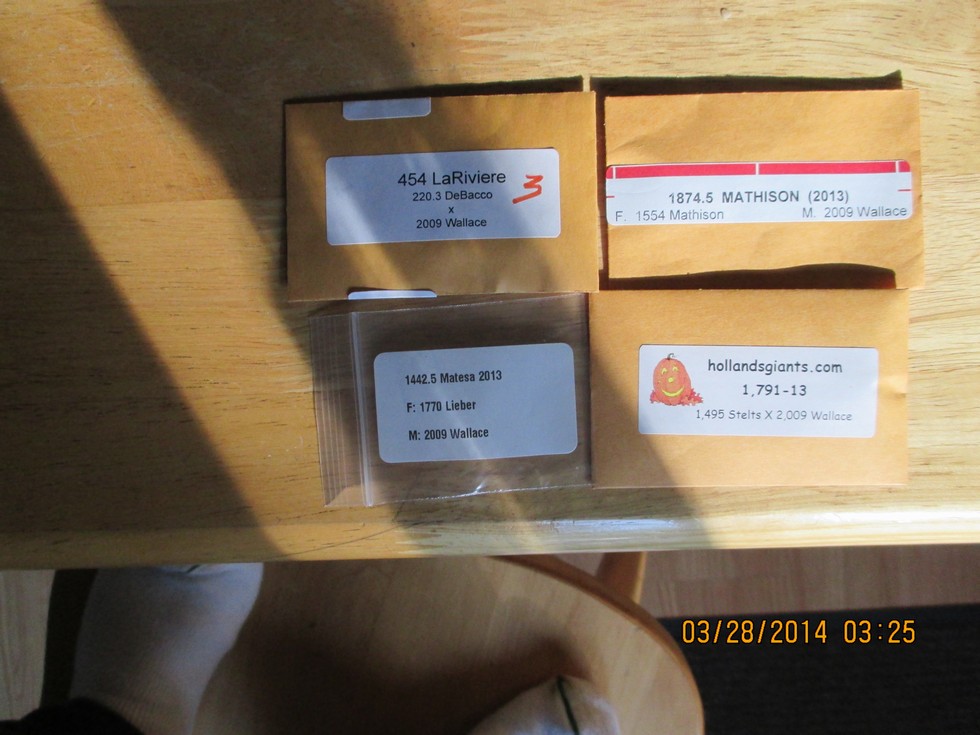 454 LaRiviere
220.3 DeBacco
x
2009 Wallace
3
1874.5 MATHISON (2013)
F. 1554 Mathison M. 2009 Wallace
1442.5 Matesa 2013
F: 1770 Lieber
M: 2009 Wallace
hollandsgiants.com
1,791-13
1,495 Stelts X 2,009 Wallace
03/28/2014 03:25